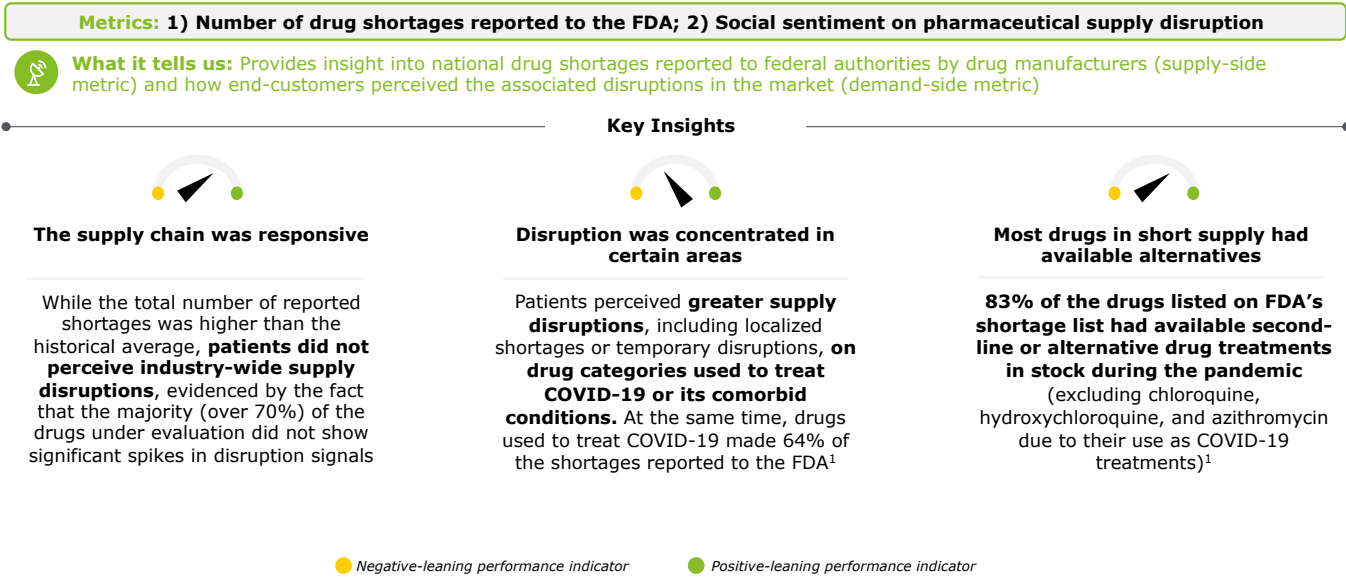 Metrics: 1) Number of drug shortages reported to the FDA; 2) Social sentiment on pharmaceutical supply disruption
What it tells us: Provides insight into national drug shortages reported to federal authorities by drug manufacturers (supply-side
metric) and how end-customers perceived the associated disruptions in the market (demand-side metric)
Key Insights
The supply chain was responsive
While the total number of reported
shortages was higher than the
historical average, patients did not
perceive industry-wide supply
disruptions, evidenced by the fact
that the majority (over 70%) of the
drugs under evaluation did not show
significant spikes in disruption signals
Disruption was concentrated in
certain areas
Patients perceived greater supply
disruptions, including localized
shortages or temporary disruptions, on
drug categories used to treat
COVID-19 or its comorbid
conditions. At the same time, drugs
used to treat COVID-19 made 64% of
the shortages reported to the FDA1
Most drugs in short supply had
available alternatives
83% of the drugs listed on FDA's
shortage list had available second-
line or alternative drug treatments
in stock during the pandemic
(excluding chloroquine,
hydroxychloroquine, and azithromycin
due to their use as COVID-19
treatments)1
Negative-leaning performance indicator
Positive-leaning performance indicator